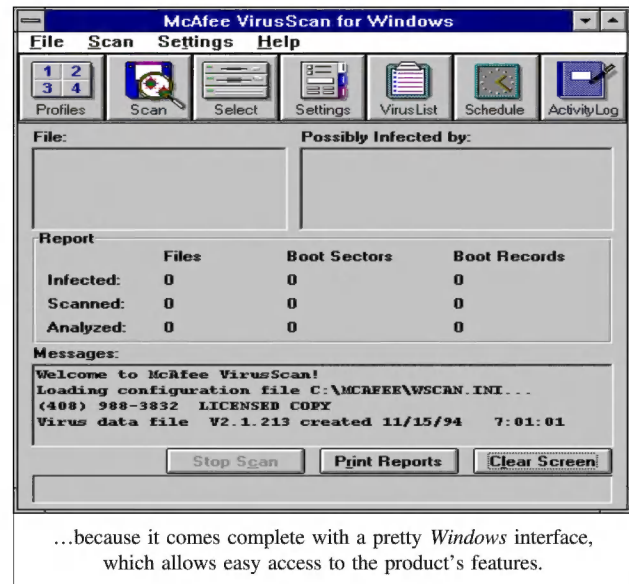 McAfee VirusScan for Windows
File Scan Settings Help
1 2
3 4
Profiles Scan Select Settings VirusList Schedule ActivityLog
File: Possibly Infected by:
Report
Files Boot Sectors Boot Records
Infected: 0 0 0
Scanned: 0 0 0
Analyzed: 0 0 0
Messages:
Welcome to McAfee VirusScan!
Loading configuration file C:\MCAFEE\WSCAN.INI...
(408) 988-3832 LICENSED COPY
Virus data file V2.1.213 created 11/15/94 7:01:01
Stop Scan Print Reports Clear Screen
…because it comes complete with a pretty Windows interface,
which allows easy access to the product’s features.